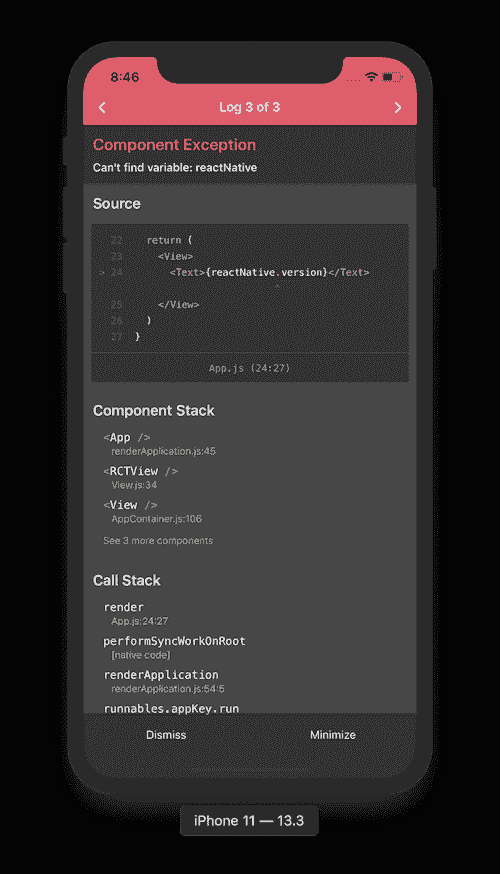 8:46
Log 3 of 3
Component Exception
Can't find variable: reactNative
Source
22 return (
23 <View>
> 24 <Text>{reactNative.version}</Text>
^
25 </View>
26 )
27 }
App.js (24:27)
Component Stack
<App />
renderApplication.js:45
<RCTView />
View.js:34
<View />
AppContainer.js:106
See 3 more components
Call Stack
render
App.js:24:27
performSyncWorkOnRoot
[native code]
renderApplication
renderApplication.js:54:5
runnables.appKey.run
Dismiss Minimize
iPhone 11 — 13.3